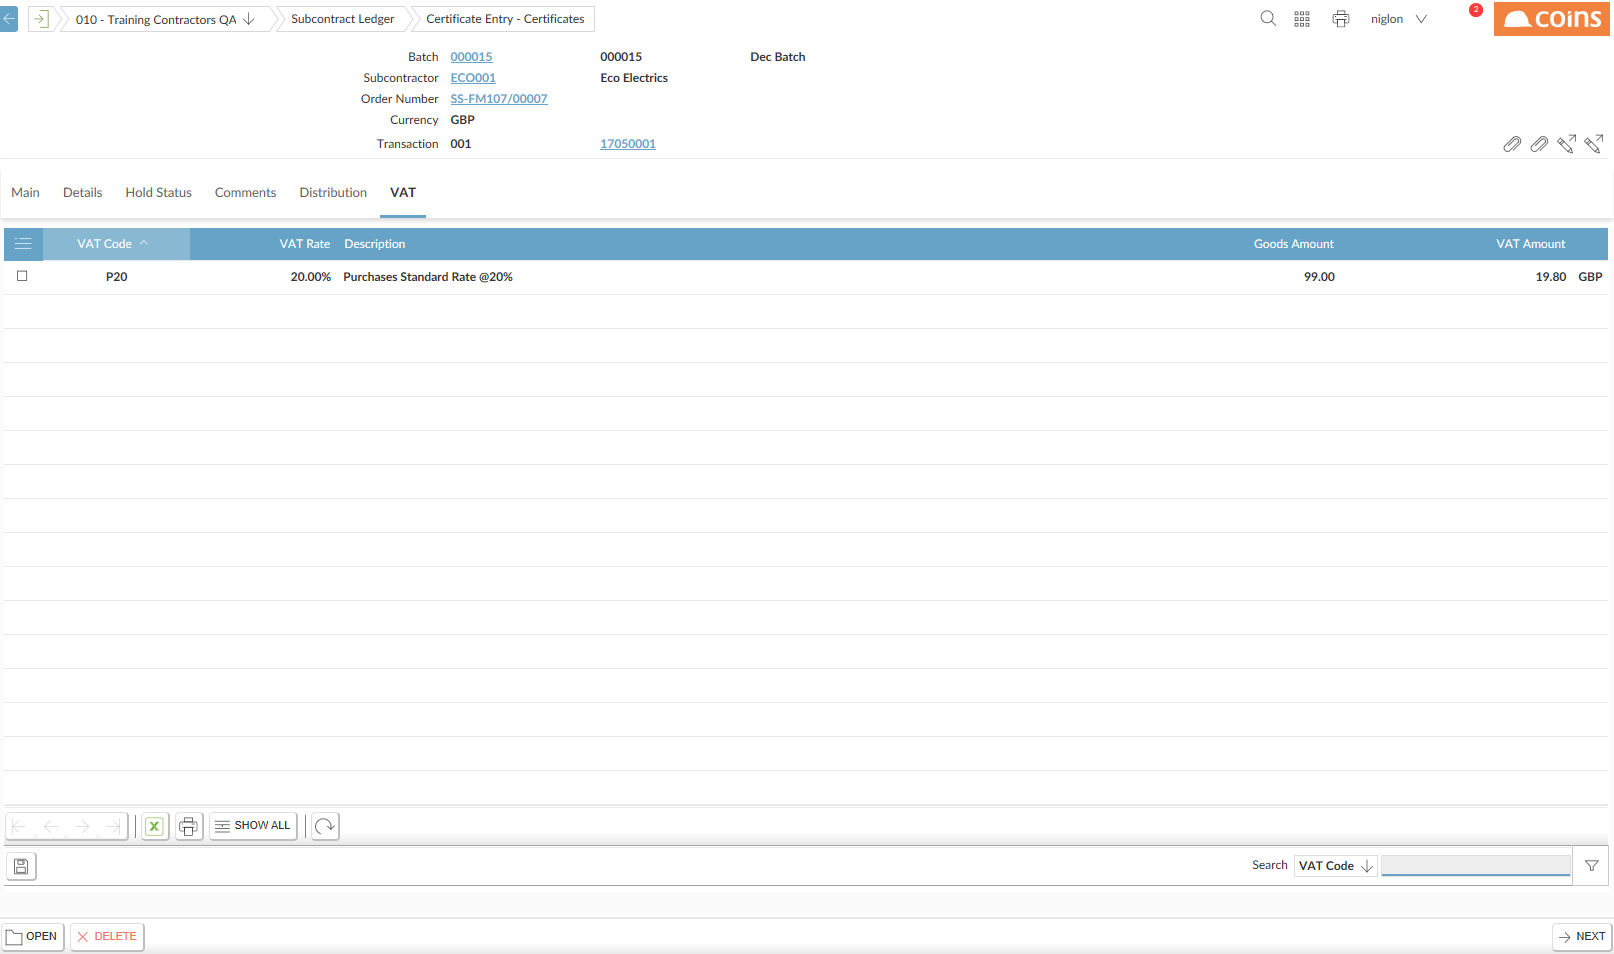 010 - Training Contractors QA Subcontract Ledger Certificate Entry - Certificates niglon 2 coins
Batch 000015 000015 Dec Batch
Subcontractor ECO001 Eco Electrics
Order Number SS-FM107/00007
Currency GBP
Transaction 001 17050001
Main Details Hold Status Comments Distribution VAT
VAT Code VAT Rate Description Goods Amount VAT Amount
P20 20.00% Purchases Standard Rate @20% 99.00 19.80 GBP
SHOW ALL
Search VAT Code
OPEN DELETE NEXT